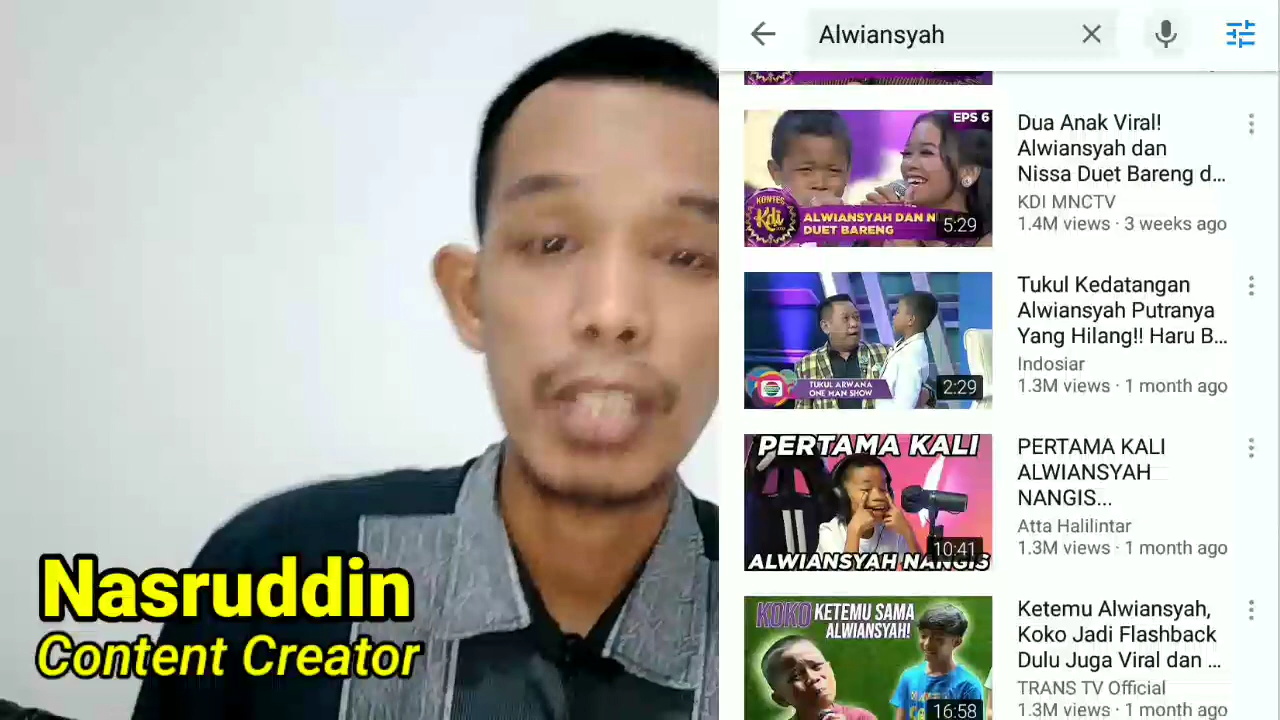 Nasruddin
Content Creator
Alwiansyah
EPS 6
KONTES
Kdi
ALWIANSYAH DAN NI
DUET BARENG
5:29
Dua Anak Viral!
Alwiansyah dan
Nissa Duet Bareng d...
KDI MNCTV
1.4M views · 3 weeks ago
TUKUL ARWANA
ONE MAN SHOW
2:29
Tukul Kedatangan
Alwiansyah Putranya
Yang Hilang!! Haru B...
Indosiar
1.3M views · 1 month ago
PERTAMA KALI
10:41
ALWIANSYAH NANGIS
PERTAMA KALI
ALWIANSYAH
NANGIS...
Atta Halilintar
1.3M views · 1 month ago
KOKO KETEMU SAMA
ALWIANSYAH!
16:58
Ketemu Alwiansyah,
Koko Jadi Flashback
Dulu Juga Viral dan ...
TRANS TV Official
1.3M views · 1 month ago